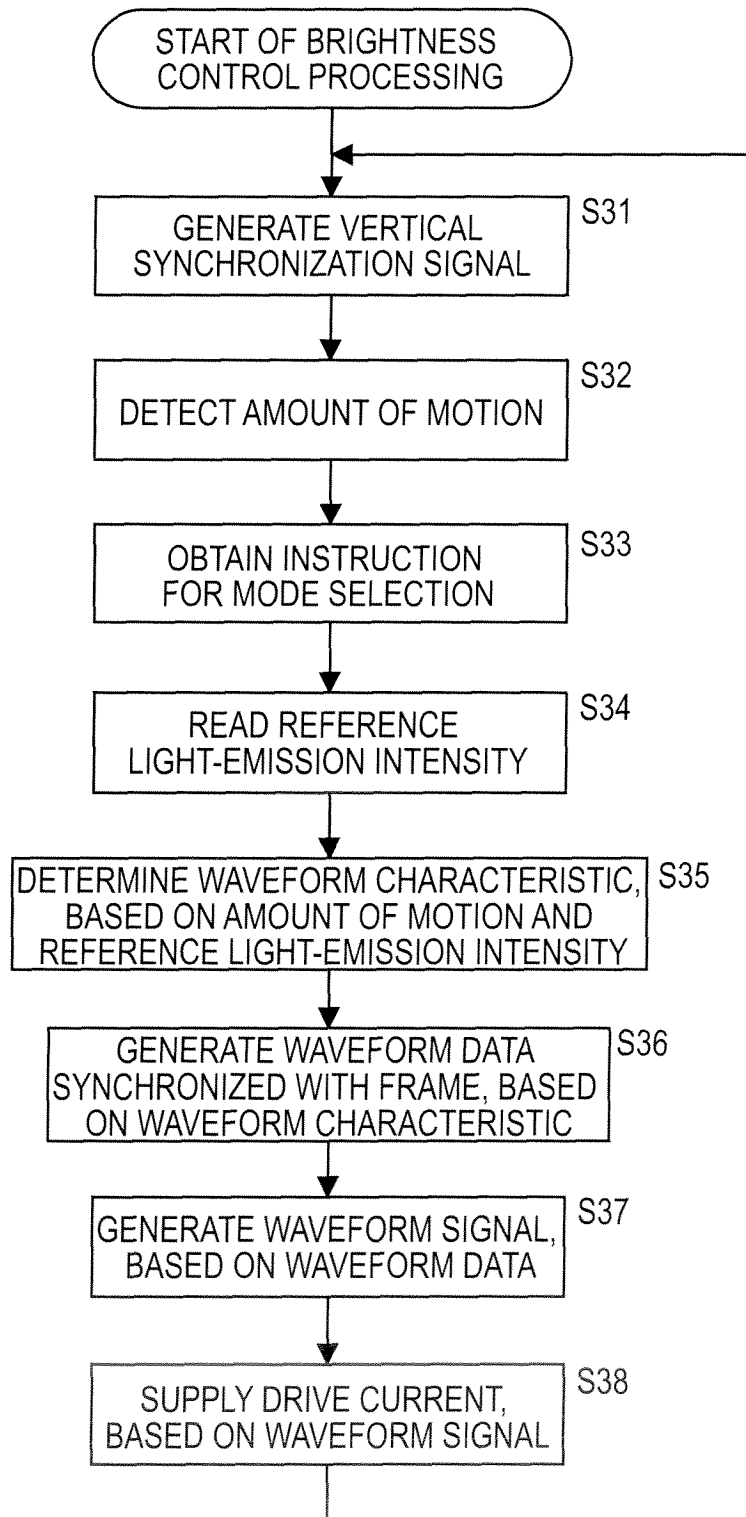 START OF BRIGHTNESS
CONTROL PROCESSING
S31
GENERATE VERTICAL
SYNCHRONIZATION SIGNAL
S32
DETECT AMOUNT OF MOTION
S33
OBTAIN INSTRUCTION
FOR MODE SELECTION
S34
READ REFERENCE
LIGHT-EMISSION INTENSITY
S35
DETERMINE WAVEFORM CHARACTERISTIC,
BASED ON AMOUNT OF MOTION AND
REFERENCE LIGHT-EMISSION INTENSITY
S36
GENERATE WAVEFORM DATA
SYNCHRONIZED WITH FRAME, BASED
ON WAVEFORM CHARACTERISTIC
S37
GENERATE WAVEFORM SIGNAL,
BASED ON WAVEFORM DATA
S38
SUPPLY DRIVE CURRENT,
BASED ON WAVEFORM SIGNAL